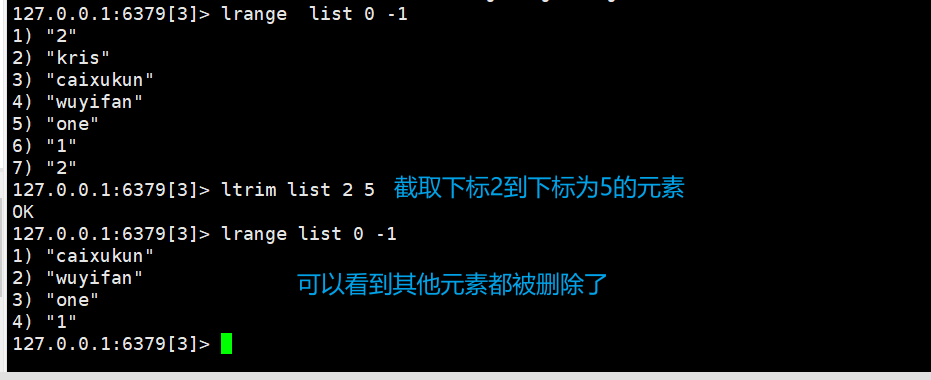 127.0.0.1:6379[3]> lrange  list 0 -1
1) "2"
2) "kris"
3) "caixukun"
4) "wuyifan"
5) "one"
6) "1"
7) "2"
127.0.0.1:6379[3]> ltrim list 2 5 截取下标2到下标为5的元素
OK
127.0.0.1:6379[3]> lrange list 0 -1
1) "caixukun"
2) "wuyifan"
可以看到其他元素都被删除了
3) "one"
4) "1"
127.0.0.1:6379[3]>